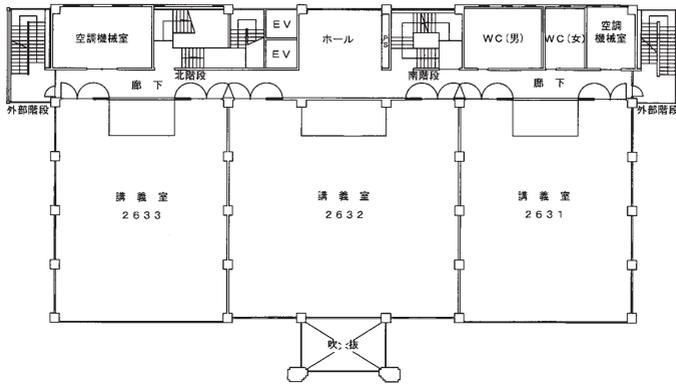 空調機械室
EV
EV
ホール
PS
WC(男)
WC(女)
空調
機械室
北階段
南階段
廊下
廊下
外部階段
外部階段
講義室
2633
講義室
2632
講義室
2631
吹抜